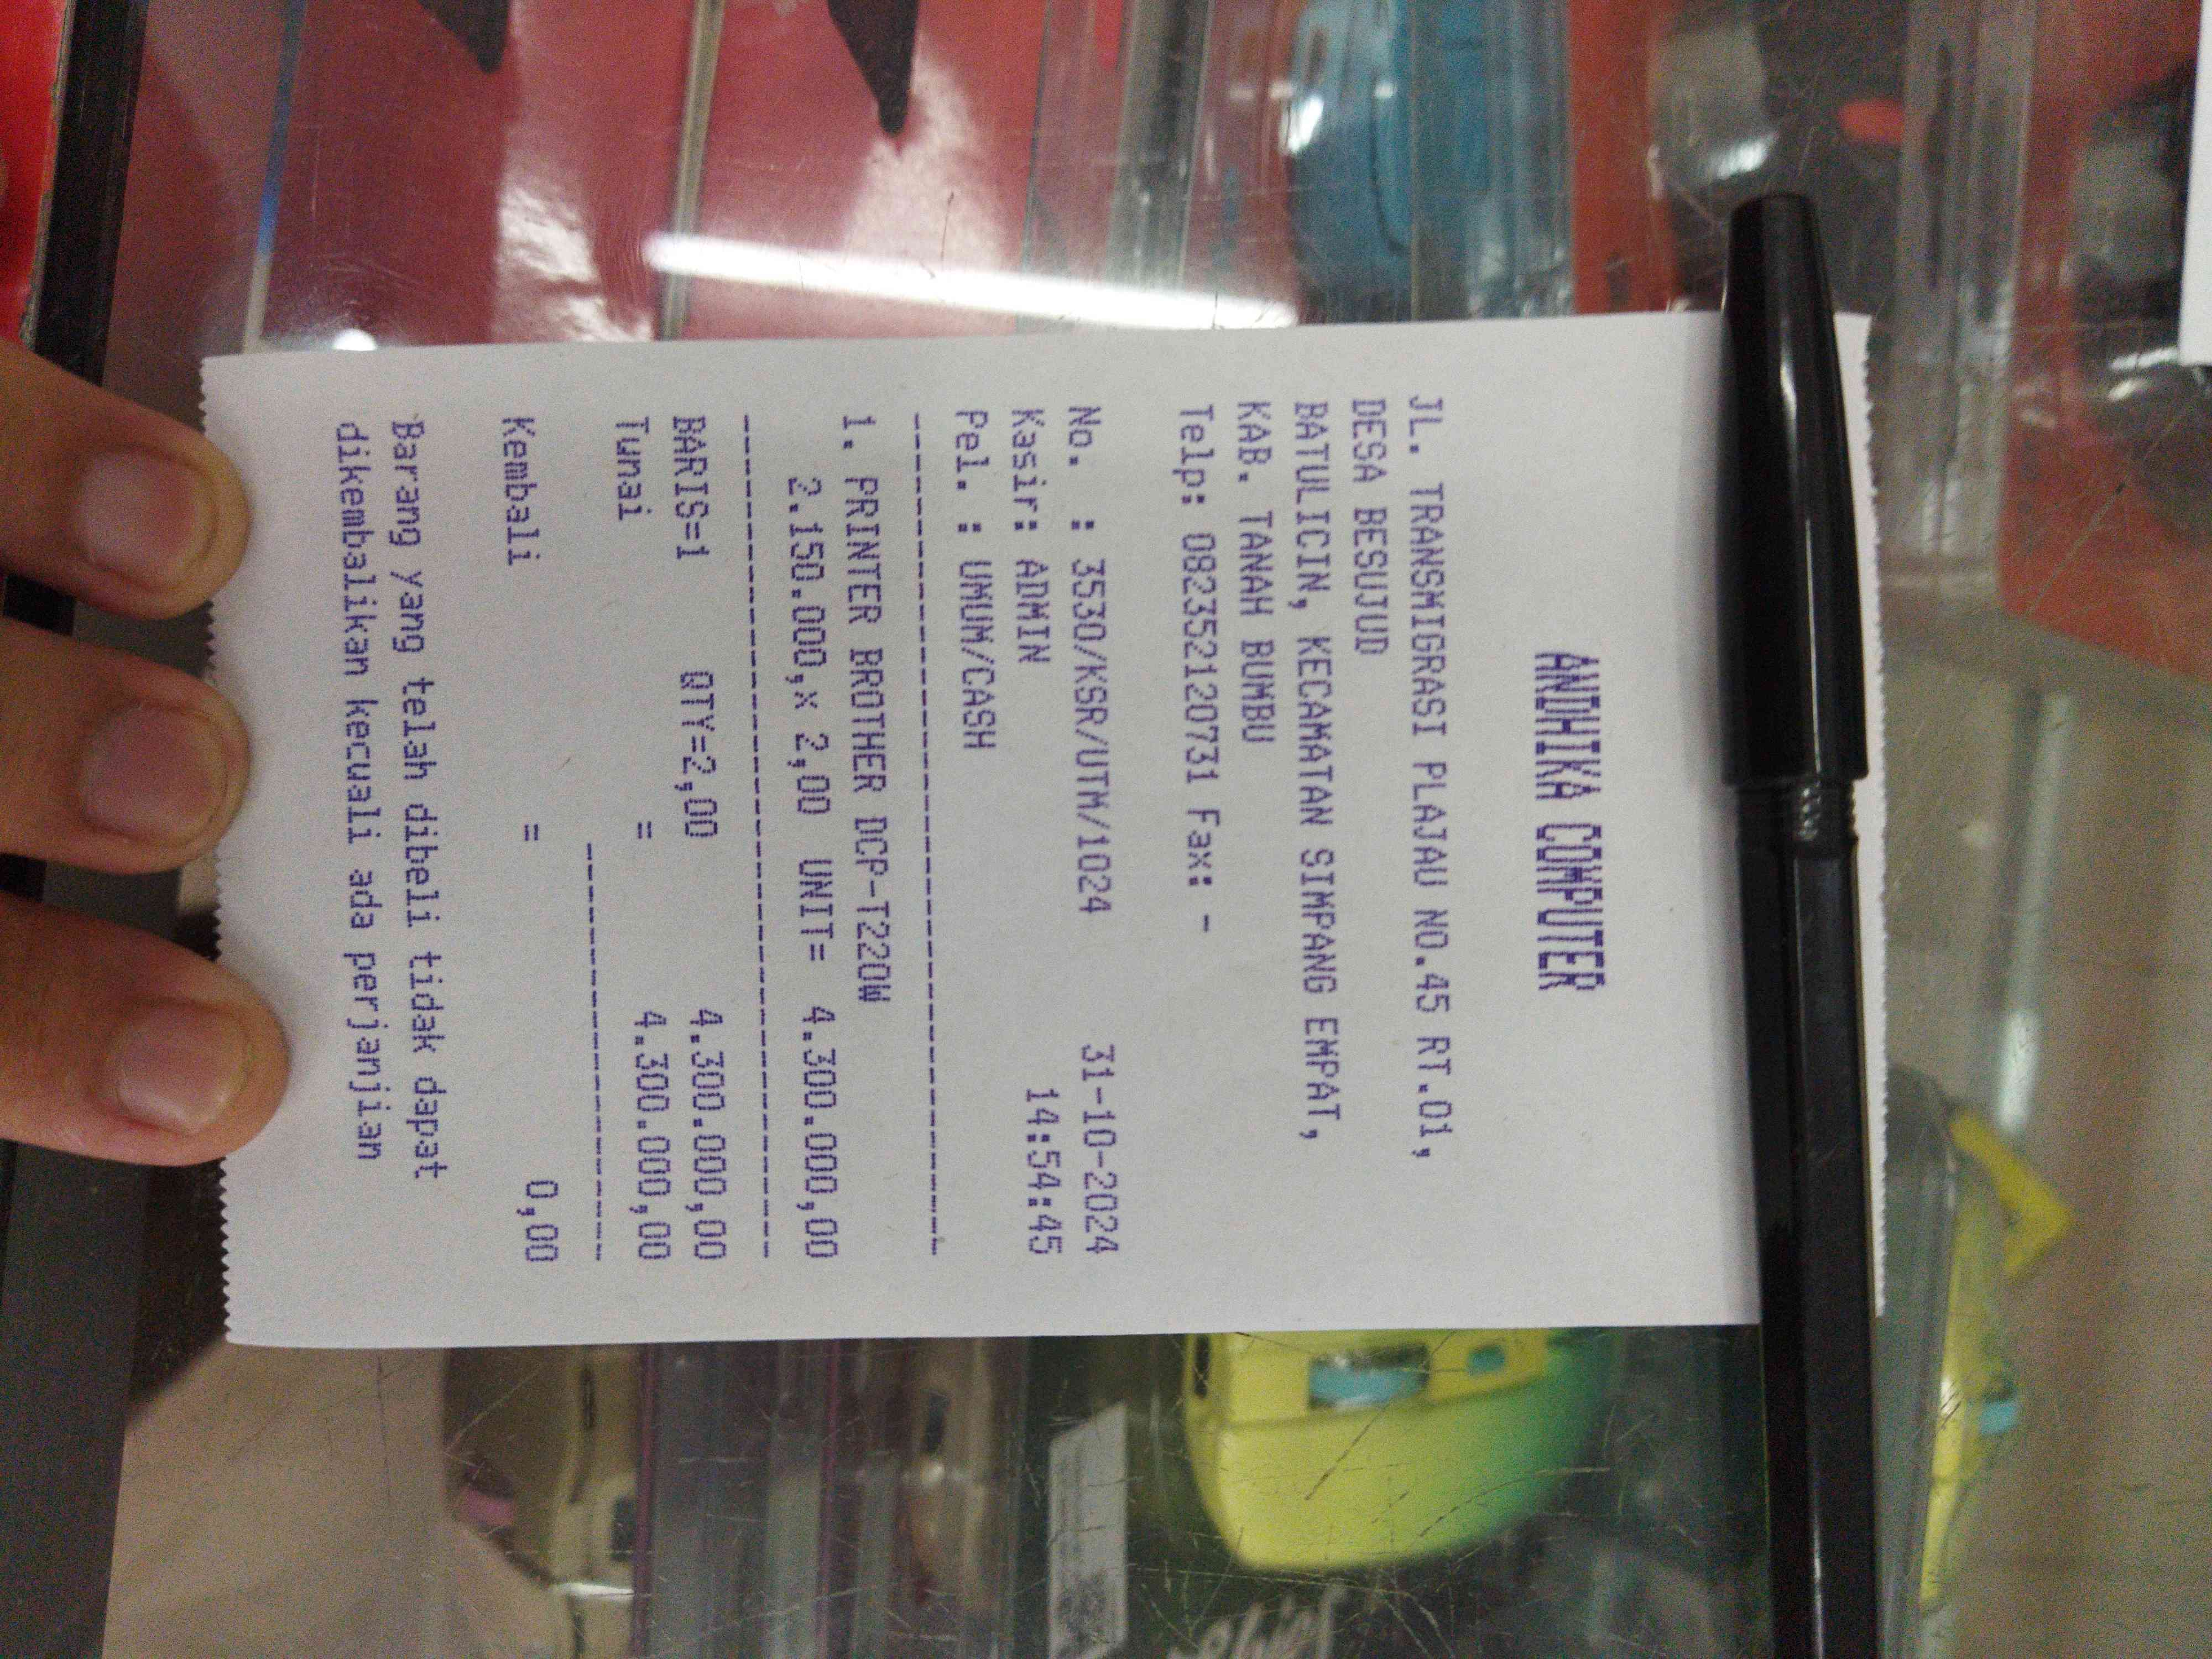 ANDHIKA COMPUTER
JL. TRANSMIGRASI PLAJAU NO.45 RT.01,
DESA BESUJUD
BATULICIN, KECAMATAN SIMPANG EMPAT,
KAB. TANAH BUMBU
Telp: 082352120731 Fax: -
No. : 3530/KSR/UTM/1024 31-10-2024
Kasir: ADMIN 14:54:45
Pel. : UMUM/CASH
------------------------------------------------
1. PRINTER BROTHER DCP-T220W
2.150.000,x 2,00 UNIT= 4.300.000,00
------------------------------------------------
BARIS=1 QTY=2,00 4.300.000,00
Tunai = 4.300.000,00
------------------------
Kembali = 0,00
Barang yang telah dibeli tidak dapat
dikembalikan kecuali ada perjanjian